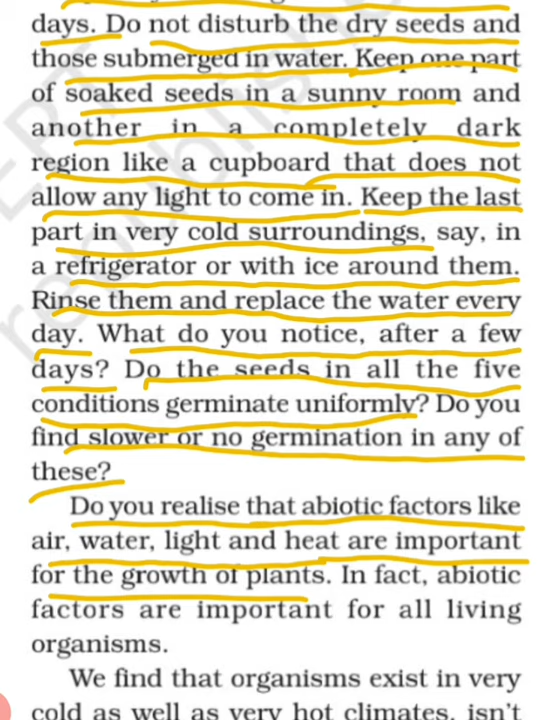 days. Do not disturb the dry seeds and
those submerged in water. Keep one part
of soaked seeds in a sunny room and
another in a completely dark
region like a cupboard that does not
allow any light to come in. Keep the last
part in very cold surroundings, say, in
a refrigerator or with ice around them.
Rinse them and replace the water every
day. What do you notice, after a few
days? Do the seeds in all the five
conditions germinate uniformly? Do you
find slower or no germination in any of
these?
Do you realise that abiotic factors like
air, water, light and heat are important
for the growth of plants. In fact, abiotic
factors are important for all living
organisms.
We find that organisms exist in very
cold as well as very hot climates, isn't